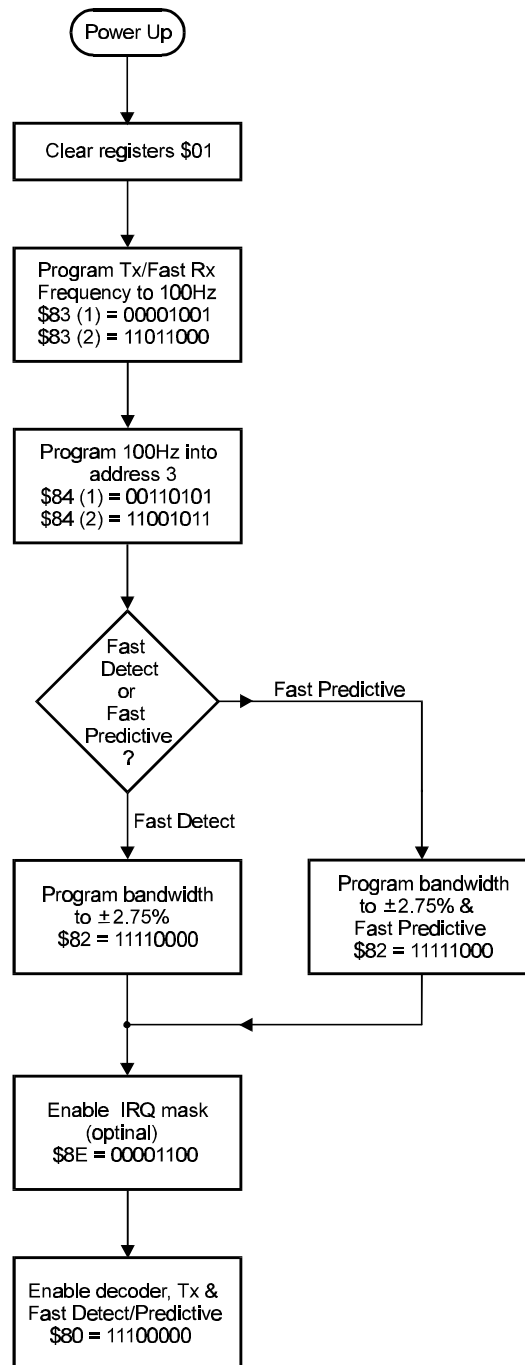 Power Up
Clear registers $01
Program Tx/Fast Rx
Frequency to 100Hz
$83 (1) = 00001001
$83 (2) = 11011000
Program 100Hz into
address 3
$84 (1) = 00110101
$84 (2) = 11001011
Fast
Detect
or
Fast
Predictive
?
Fast Predictive
Fast Detect
Program bandwidth
to ±2.75%
$82 = 11110000
Program bandwidth
to ±2.75% &
Fast Predictive
$82 = 11111000
Enable IRQ mask
(optinal)
$8E = 00001100
Enable decoder, Tx &
Fast Detect/Predictive
$80 = 11100000